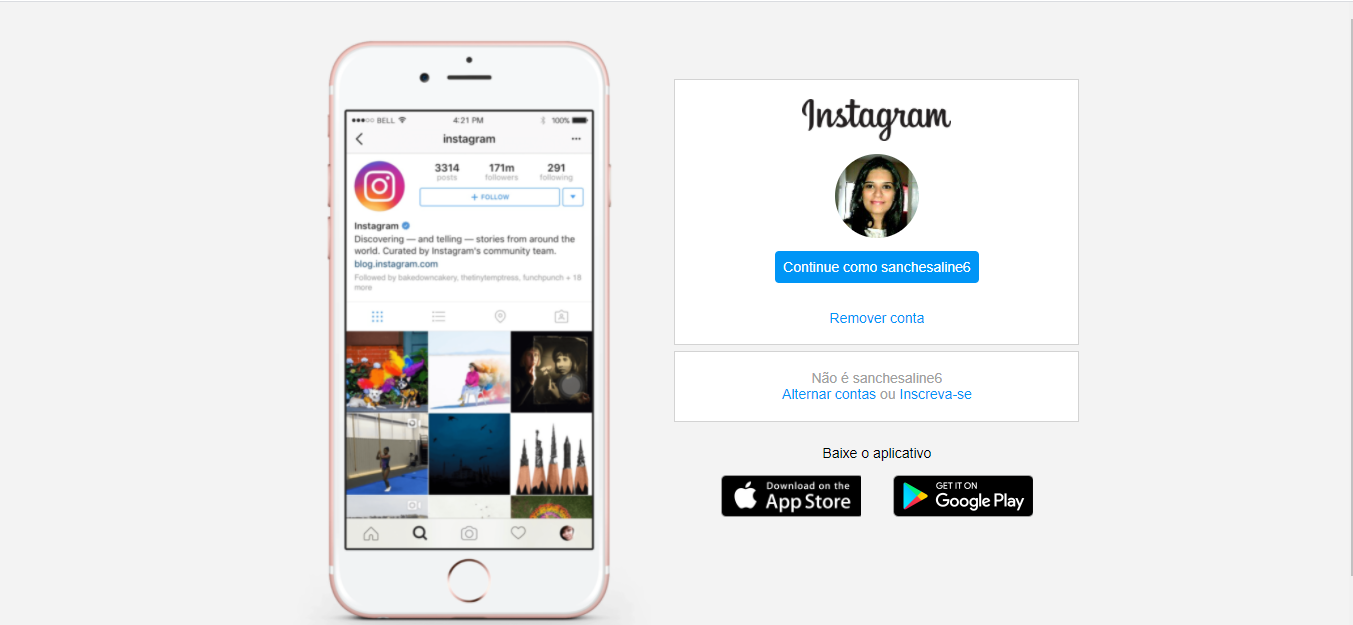 BELL
4:21 PM
100%
instagram
3314
171m
291
posts
followers
following
+ FOLLOW
Instagram
Discovering — and telling — stories from around the
world. Curated by Instagram's community team.
blog.instagram.com
Followed by bakedowncakery, thetinylemptress, funchpunch + 18
more
Instagram
Continue como sanchesaline6
Remover conta
Não é sanchesaline6
Alternar contas ou Inscreva-se
Baixe o aplicativo
Download on the
App Store
GET IT ON
Google Play